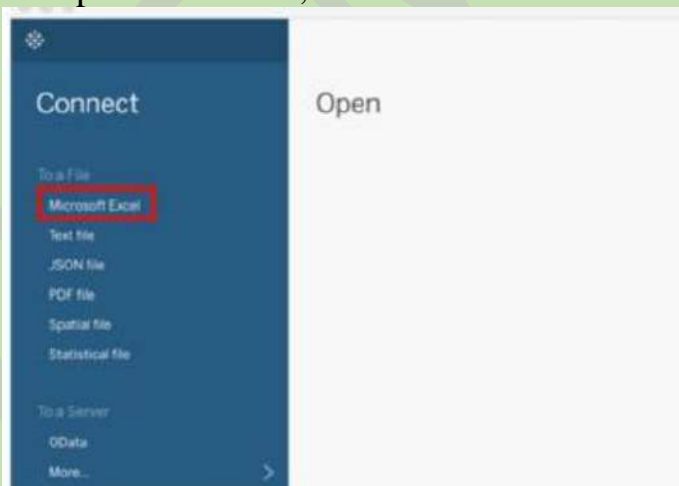 Connect
Open
To a File
Microsoft Excel
Text file
JSON file
PDF file
Spatial file
Statistical file
To a Server
OData
More...